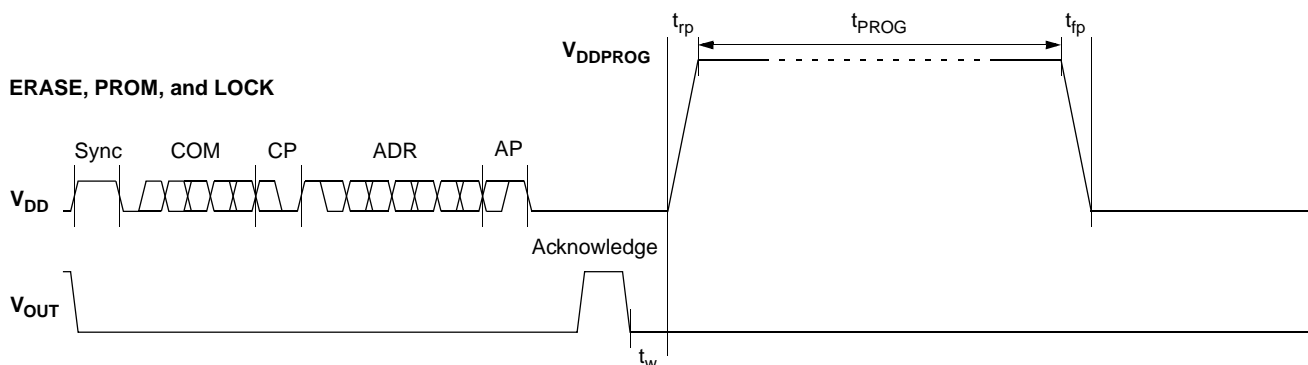 t_rp t_PROG t_fp
V_DDPROG
ERASE, PROM, and LOCK
Sync COM CP ADR AP
V_DD
Acknowledge
V_OUT
t_w